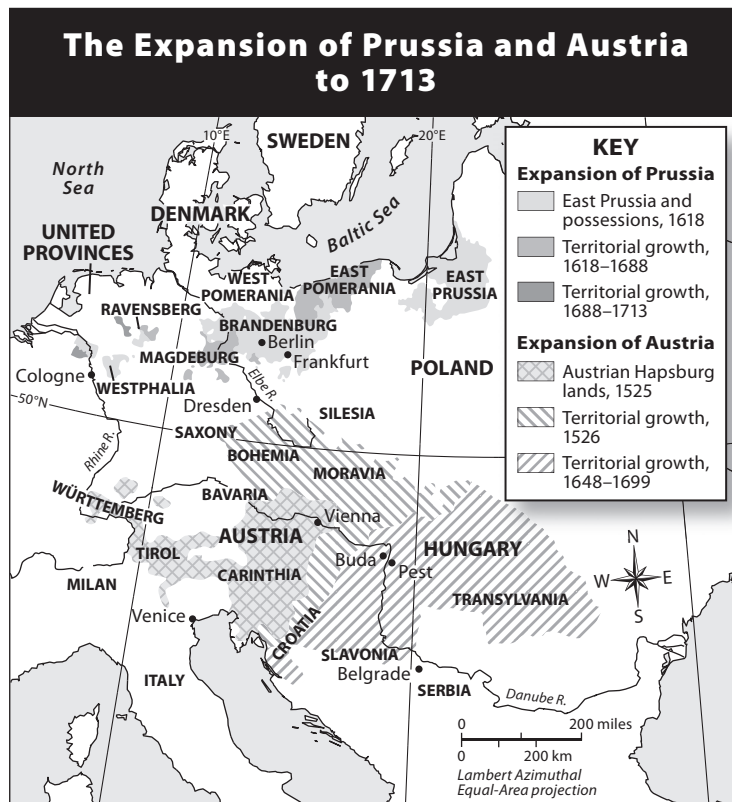 The Expansion of Prussia and Austria
to 1713
10°E
20°E
SWEDEN
North
Sea
DENMARK
Baltic Sea
UNITED
PROVINCES
WEST
POMERANIA
EAST
POMERANIA
EAST
PRUSSIA
RAVENSBERG
BRANDENBURG
Berlin
MAGDEBURG
Frankfurt
POLAND
Cologne
WESTPHALIA
Elbe R.
50°N
Dresden
SILESIA
SAXONY
Rhine R.
BOHEMIA
MORAVIA
WÜRTTEMBERG
BAVARIA
Vienna
AUSTRIA
TIROL
Buda
HUNGARY
Pest
MILAN
CARINTHIA
TRANSYLVANIA
Venice
CROATIA
SLAVONIA
Belgrade
ITALY
SERBIA
Danube R.
KEY
Expansion of Prussia
East Prussia and
possessions, 1618
Territorial growth,
1618–1688
Territorial growth,
1688–1713
Expansion of Austria
Austrian Hapsburg
lands, 1525
Territorial growth,
1526
Territorial growth,
1648–1699
N
W
E
S
0 200 miles
0 200 km
Lambert Azimuthal
Equal-Area projection